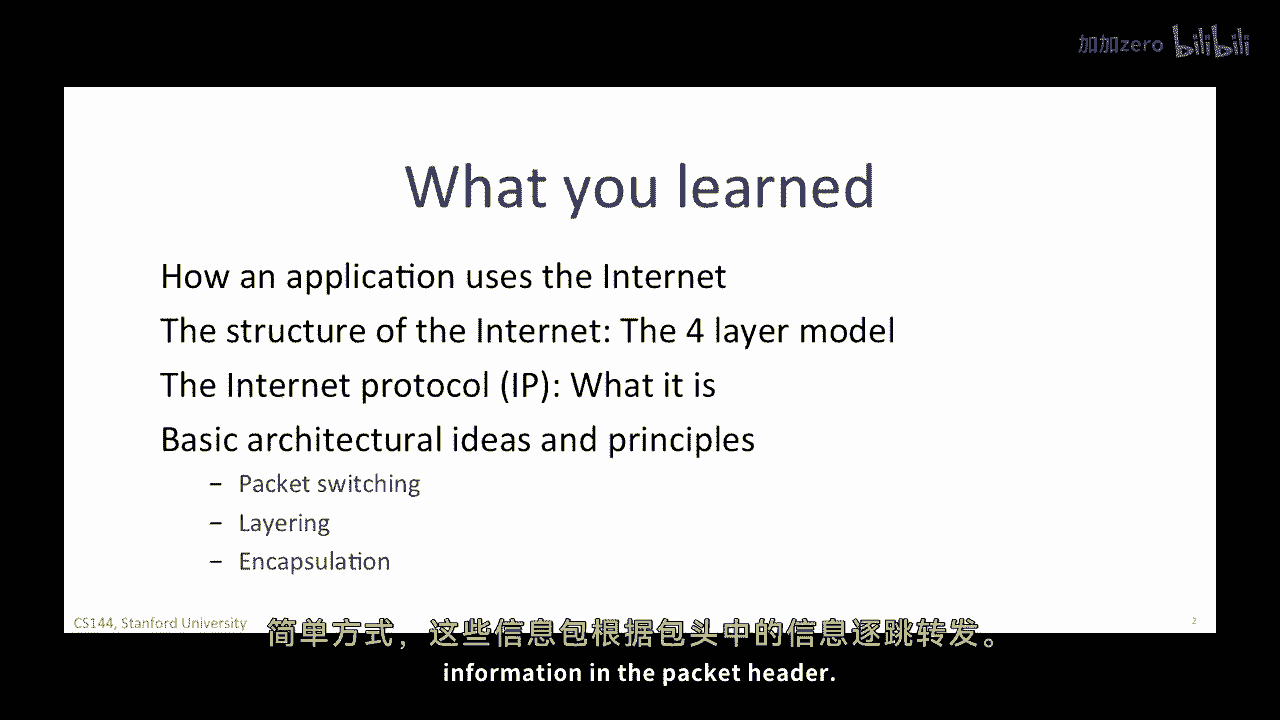 加加zero bilibili
What you learned
How an application uses the Internet
The structure of the Internet: The 4 layer model
The Internet protocol (IP): What it is
Basic architectural ideas and principles
– Packet switching
– Layering
– Encapsulation
CS144, Stanford University
2
简单方式，这些信息包根据包头中的信息逐跳转发。
information in the packet header.